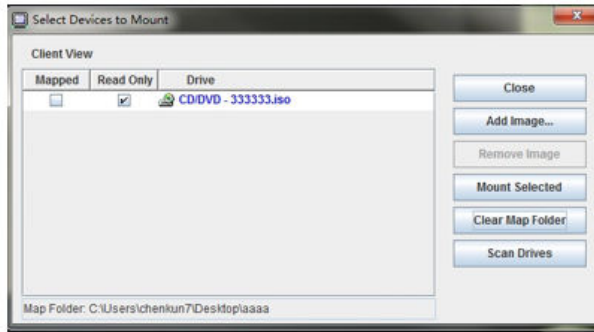 Select Devices to Mount
Client View
Mapped Read Only Drive
CD/DVD - 333333.iso
Close
Add Image...
Remove Image
Mount Selected
Clear Map Folder
Scan Drives
Map Folder: C:\Users\chenkun7\Desktop\aaaa